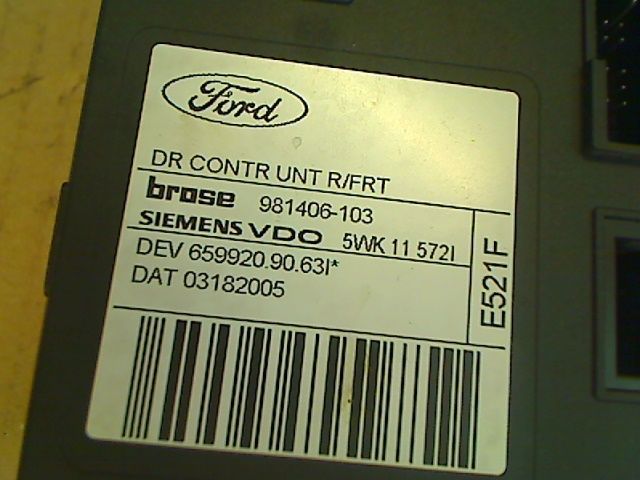 Ford
DR CONTR UNT R/FRT
brose 981406-103
SIEMENS VDO 5WK 11 572I
DEV 659920.90.63I*
DAT 03182005
E521F